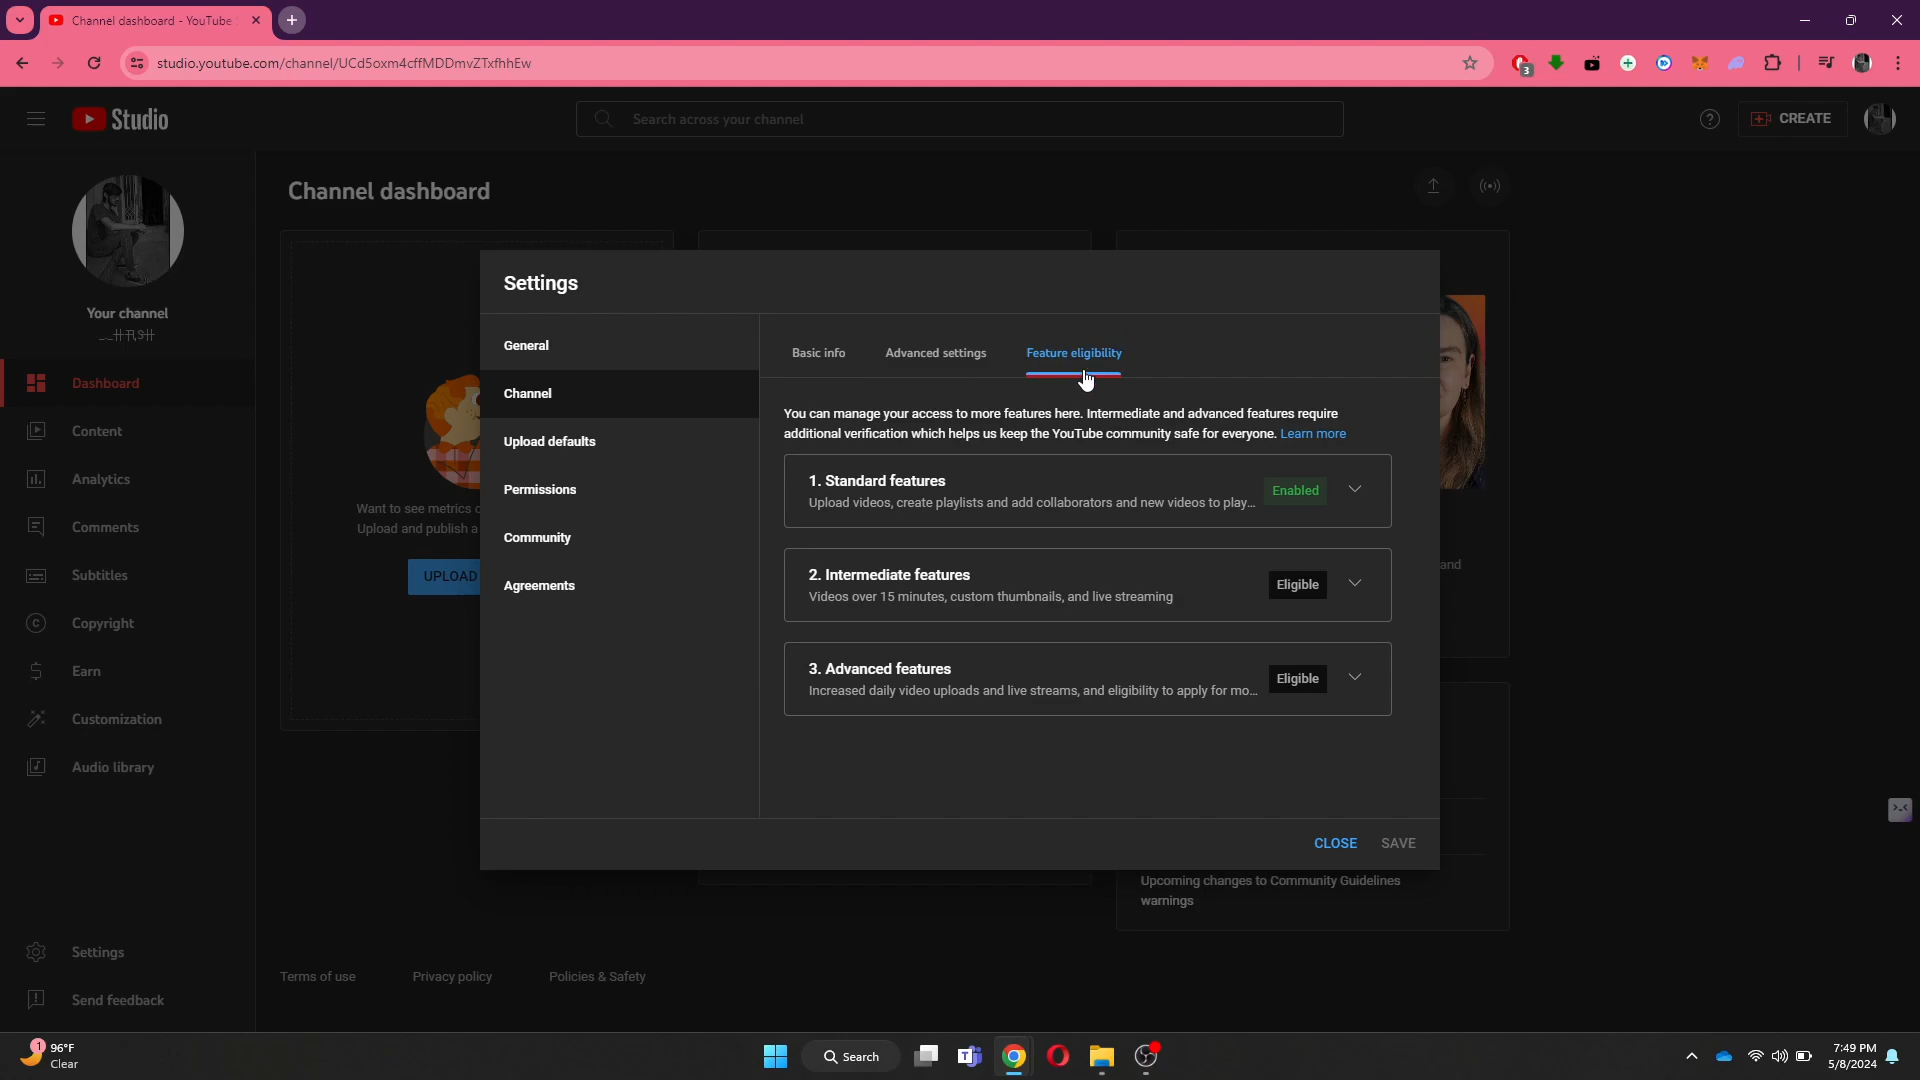 Channel dashboard - YouTube
studio.youtube.com/channel/UCd5oxm4cffMDDmvZTxfhhEw
3
Studio
Search across your channel
CREATE
Channel dashboard
Your channel
Dashboard
Content
Analytics
Comments
Subtitles
Copyright
Earn
Customization
Audio library
Settings
Send feedback
Want to see metrics
Upload and publish a
UPLOAD
and
Settings
General
Channel
Upload defaults
Permissions
Community
Agreements
Basic info
Advanced settings
Feature eligibility
You can manage your access to more features here. Intermediate and advanced features require
additional verification which helps us keep the YouTube community safe for everyone. Learn more
1. Standard features
Upload videos, create playlists and add collaborators and new videos to play...
Enabled
2. Intermediate features
Videos over 15 minutes, custom thumbnails, and live streaming
Eligible
3. Advanced features
Increased daily video uploads and live streams, and eligibility to apply for mo...
Eligible
CLOSE
SAVE
Upcoming changes to Community Guidelines
warnings
Terms of use
Privacy policy
Policies & Safety
1
96°F
Clear
Search
7:49 PM
5/8/2024